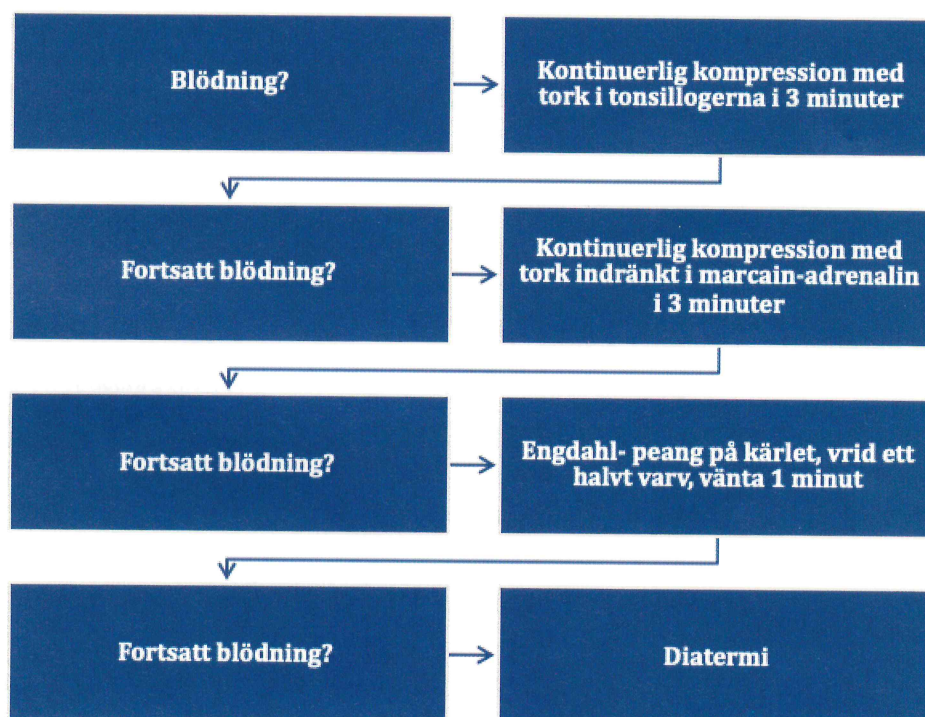 Blödning?
Kontinuerlig kompression med
tork i tonsillogerna i 3 minuter
Fortsatt blödning?
Kontinuerlig kompression med
tork indränkt i marcain-adrenalin
i 3 minuter
Fortsatt blödning?
Engdahl- peang på kärlet, vrid ett
halvt varv, vänta 1 minut
Fortsatt blödning?
Diatermi